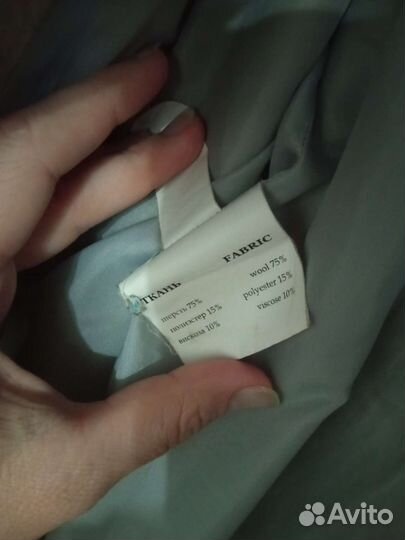 ТКАНЬ FABRIC
шерсть 75% wool 75%
полиэстер 15% polyester 15%
вискоза 10% viscose 10%
Avito